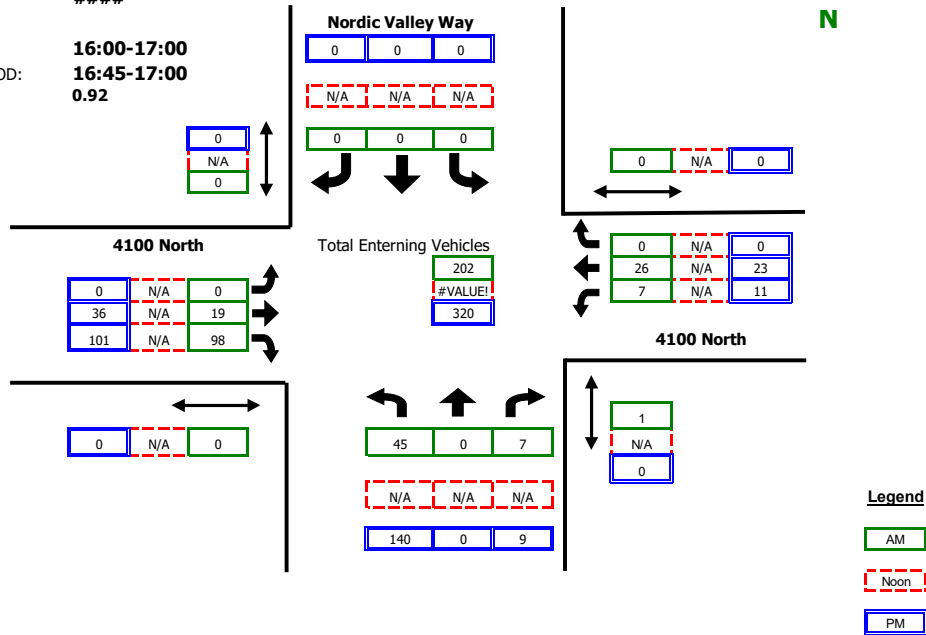 ####
Nordic Valley Way
N
16:00-17:00
0 0 0
OD: 16:45-17:00
0.92
N/A N/A N/A
0
0 0 0
N/A
0 N/A 0
0
4100 North
Total Enterning Vehicles
0 N/A 0
202
26 N/A 23
0 N/A 0
#VALUE!
7 N/A 11
36 N/A 19
320
101 N/A 98
4100 North
1
0 N/A 0
45 0 7
N/A
0
N/A N/A N/A
Legend
140 0 9
AM
Noon
PM